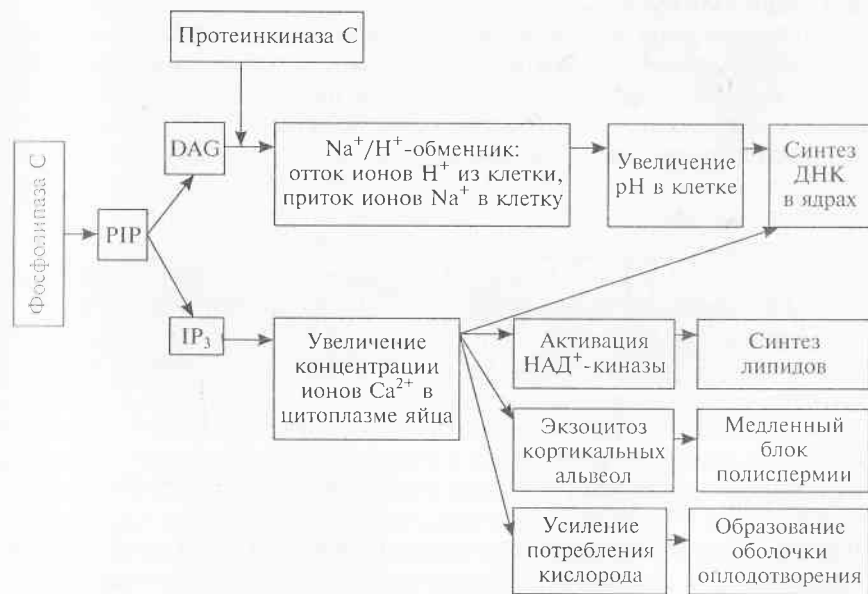 Протеинкиназа С
Фосфолипаза С
PIP
DAG
Na⁺/H⁺-обменник:
отток ионов H⁺ из клетки,
приток ионов Na⁺ в клетку
Увеличение
pH в клетке
Синтез
ДНК
в ядрах
IP₃
Увеличение
концентрации
ионов Ca²⁺ в
цитоплазме яйца
Активация
НАД⁺-киназы
Синтез
липидов
Экзоцитоз
кортикальных
альвеол
Медленный
блок
полиспермии
Усиление
потребления
кислорода
Образование
оболочки
оплодотворения